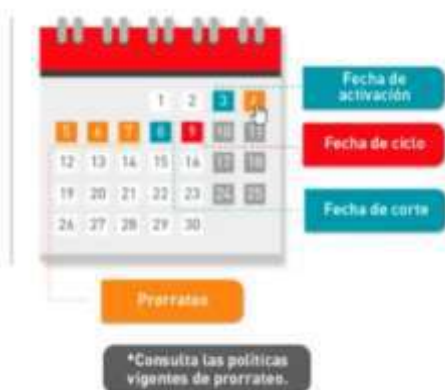 1 2 3 4
Fecha de
activación
5 6 7 8 9 10 11
Fecha de ciclo
12 13 14 15 16 17 18
19 20 21 22 23 24 25
Fecha de corte
26 27 28 29 30
Prorrateo
*Consulta las políticas
vigentes de prorrateo.